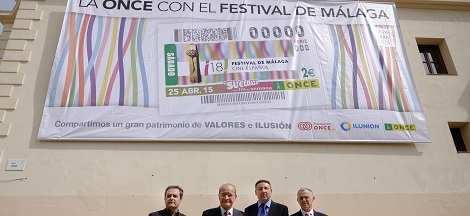 LA ONCE CON EL FESTIVAL DE MÁLAGA
00000
SÁBADO
18
FESTIVAL DE MÁLAGA
CINE ESPAÑOL
2€
25 ABR. 15
ONCE
Compartimos un gran patrimonio de VALORES e ILUSIÓN
ONCE
ILUNION
ONCE